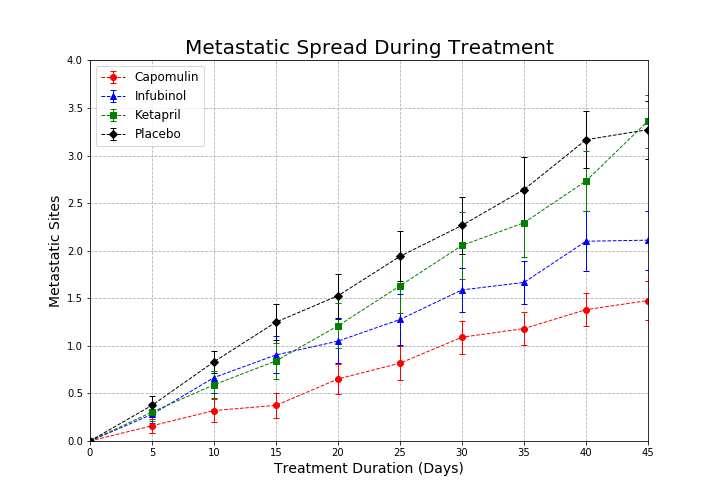 Metastatic Spread During Treatment
Capomulin
Infubinol
Ketapril
Placebo
4.0
3.5
3.0
2.5
2.0
1.5
1.0
0.5
0.0
Metastatic Sites
0 5 10 15 20 25 30 35 40 45
Treatment Duration (Days)